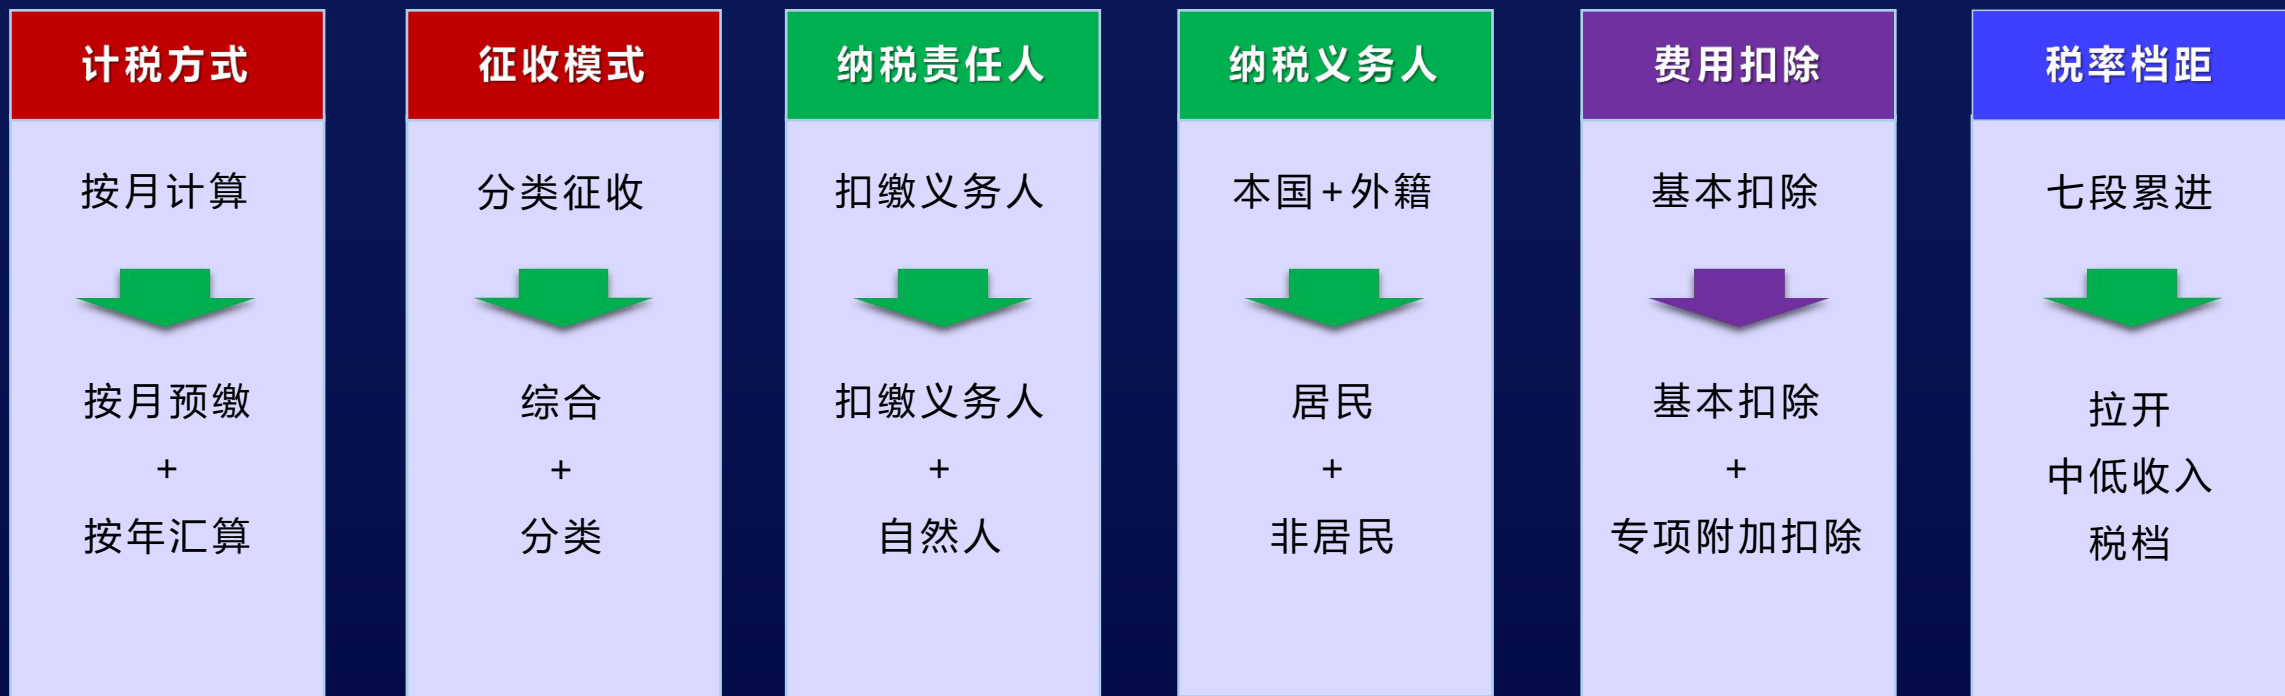 计税方式
按月计算
按月预缴
+
按年汇算
征收模式
分类征收
综合
+
分类
纳税责任人
扣缴义务人
扣缴义务人
+
自然人
纳税义务人
本国+外籍
居民
+
非居民
费用扣除
基本扣除
基本扣除
+
专项附加扣除
税率档距
七段累进
拉开
中低收入
税档